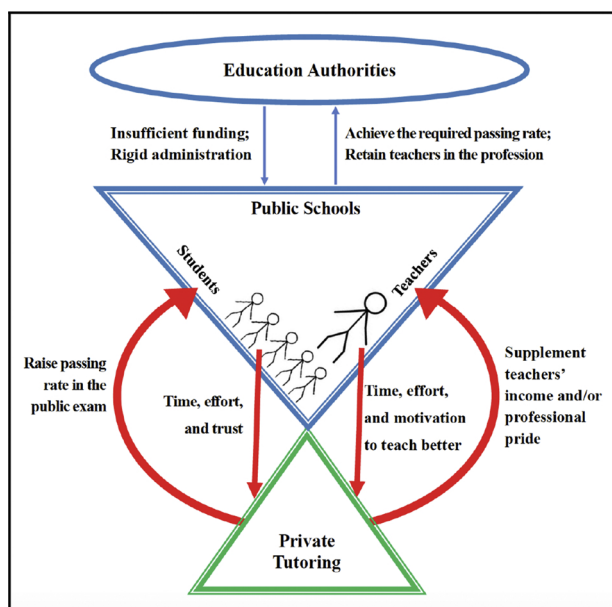 Education Authorities
Insufficient funding;
Rigid administration
Achieve the required passing rate;
Retain teachers in the profession
Public Schools
Students
Teachers
Raise passing
rate in the
public exam
Time, effort,
and trust
Time, effort,
and motivation
to teach better
Supplement
teachers’
income and/or
professional
pride
Private
Tutoring